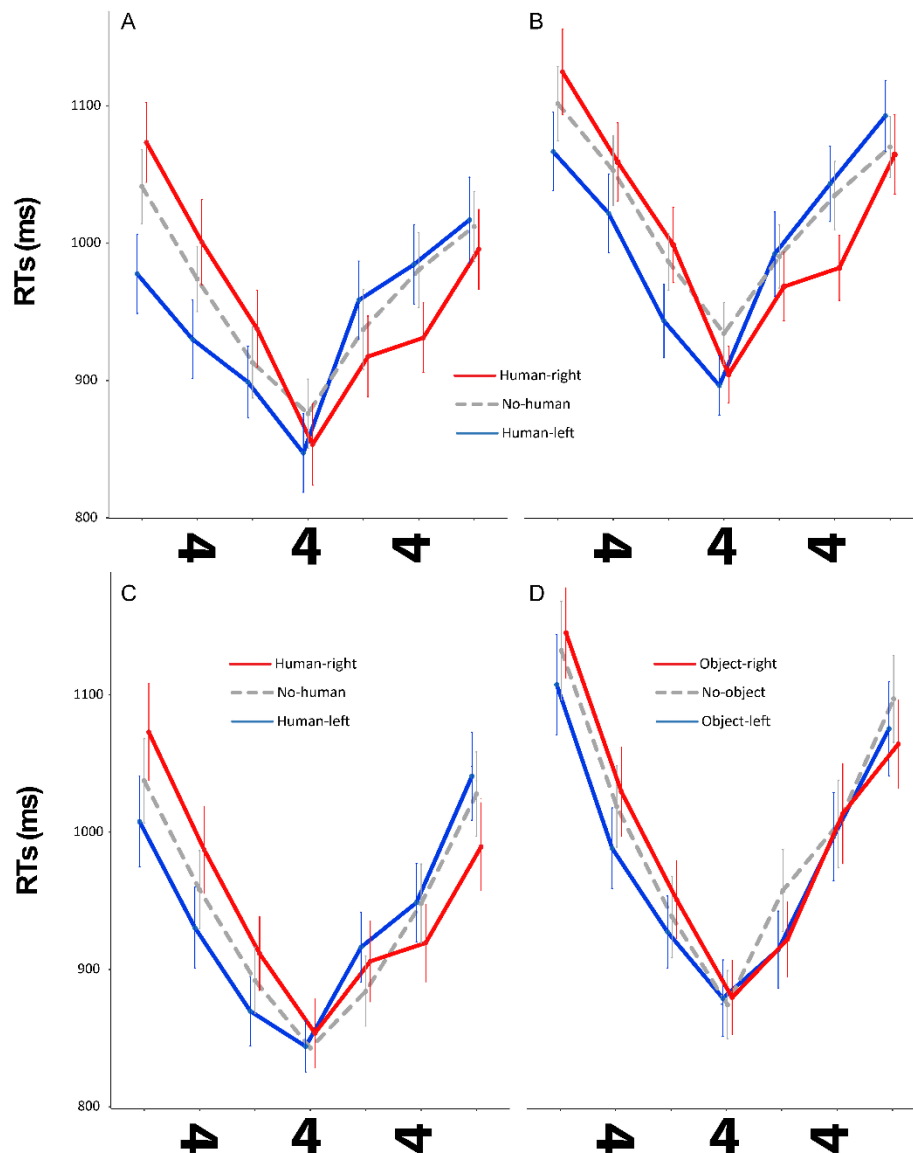 A
B
RTs (ms)
1100
1000
900
800
Human-right
No-human
Human-left
4 4 4
4 4 4
C
D
RTs (ms)
1100
1000
900
800
Human-right
No-human
Human-left
Object-right
No-object
Object-left
4 4 4
4 4 4